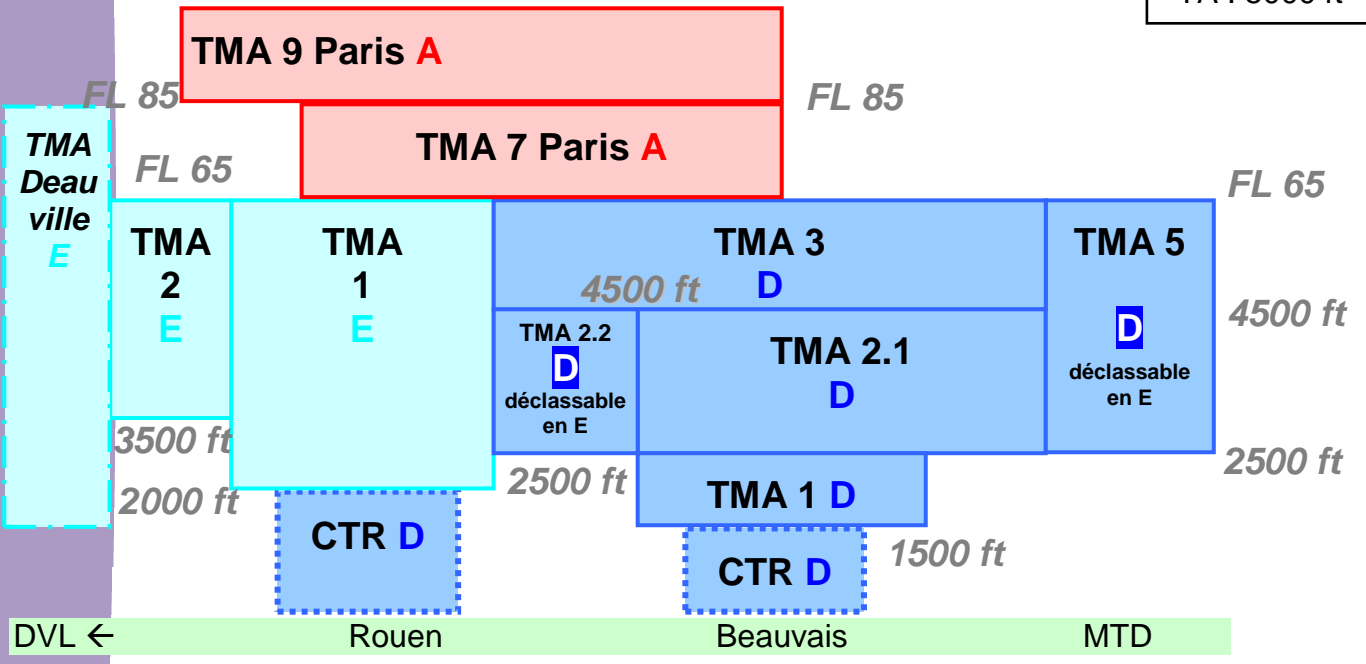 TMA 9 Paris A
FL 85
FL 85
TMA 7 Paris A
TMA
Deau
ville
E
FL 65
FL 65
TMA
2
E
TMA
1
E
TMA 3
D
4500 ft
TMA 5
D
déclassable
en E
4500 ft
TMA 2.2
D
déclassable
en E
TMA 2.1
D
3500 ft
2000 ft
2500 ft
2500 ft
TMA 1 D
CTR D
1500 ft
CTR D
DVL ← Rouen Beauvais MTD